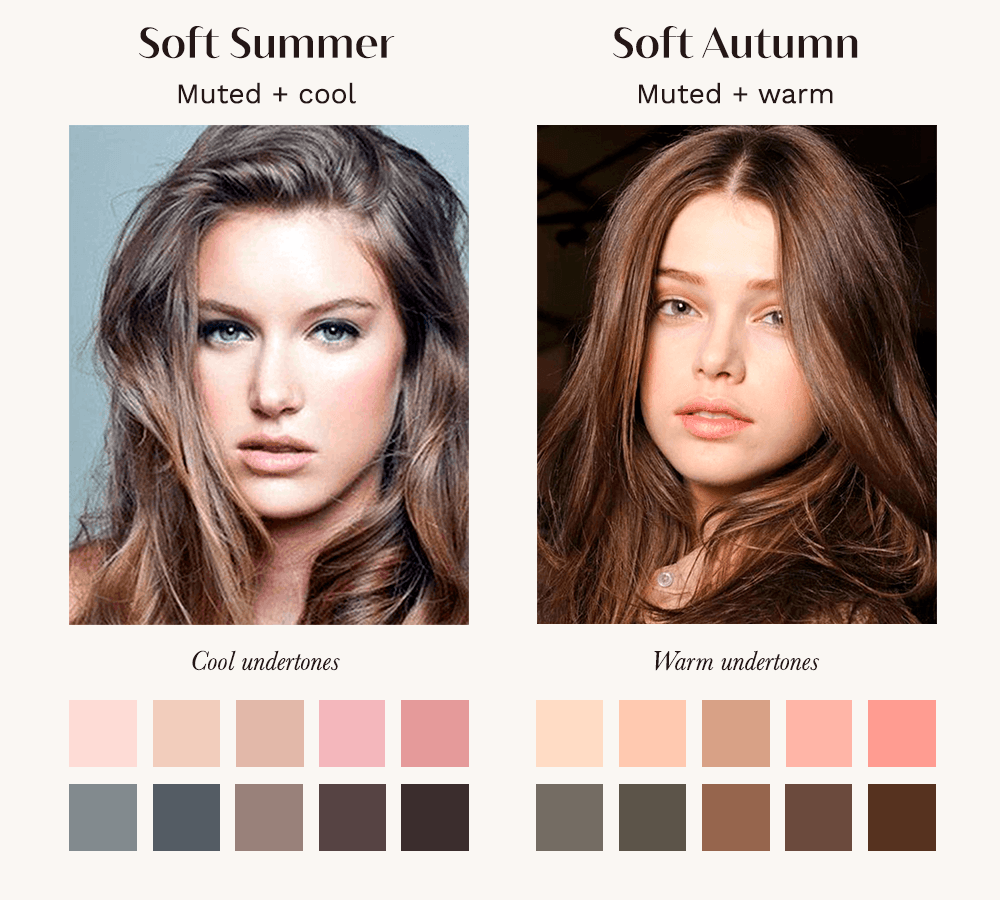 Soft Summer
Muted + cool
Cool undertones
Soft Autumn
Muted + warm
Warm undertones